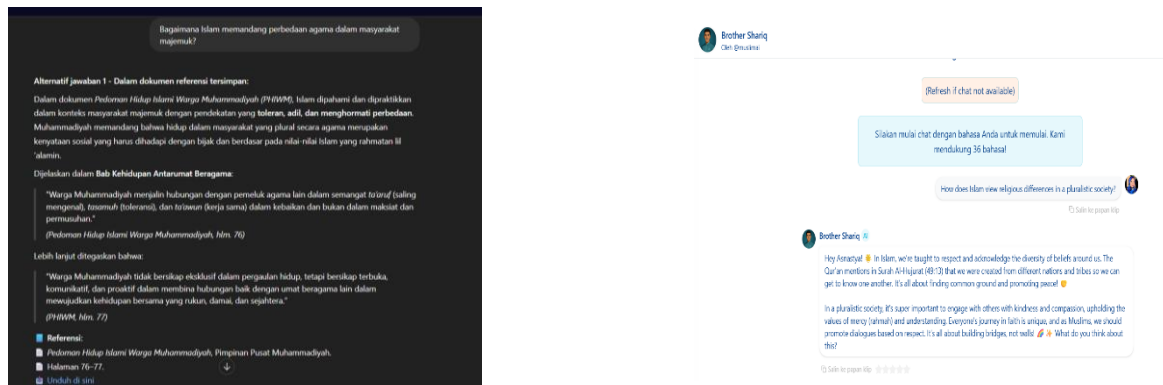 Bagaimana Islam memandang perbedaan agama dalam masyarakat
majemuk?
Alternatif jawaban 1 - Dalam dokumen referensi tersimpan:
Dalam dokumen Pedoman Hidup Islami Warga Muhammadiyah (PHIWM), Islam dipahami dan dipraktikkan
dalam konteks masyarakat majemuk dengan pendekatan yang toleran, adil, dan menghormati perbedaan.
Muhammadiyah memandang bahwa hidup dalam masyarakat yang plural secara agama merupakan
kenyataan sosial yang harus dihadapi dengan bijak dan berdasar pada nilai-nilai Islam yang rahmatan lil
'alamin.
Dijelaskan dalam Bab Kehidupan Antarumat Beragama:
"Warga Muhammadiyah menjalin hubungan dengan pemeluk agama lain dalam semangat ta'aruf (saling
mengenal), tasamuh (toleransi), dan ta'awun (kerja sama) dalam kebaikan dan bukan dalam maksiat dan
permusuhan."
(Pedoman Hidup Islami Warga Muhammadiyah, hlm. 76)
Lebih lanjut ditegaskan bahwa:
"Warga Muhammadiyah tidak bersikap eksklusif dalam pergaulan hidup, tetapi bersikap terbuka,
komunikatif, dan proaktif dalam membina hubungan baik dengan umat beragama lain dalam
mewujudkan kehidupan bersama yang rukun, damai, dan sejahtera."
(PHIWM, hlm. 77)
Referensi:
Pedoman Hidup Islami Warga Muhammadiyah, Pimpinan Pusat Muhammadiyah.
Halaman 76–77.
Unduh di sini
Brother Shariq
Oleh @muslimai
(Refresh if chat not available)
Silakan mulai chat dengan bahasa Anda untuk memulai. Kami
mendukung 36 bahasa!
How does Islam view religious differences in a pluralistic society?
Salin ke papan klip
Brother Shariq
Hey Asnastya! In Islam, we're taught to respect and acknowledge the diversity of beliefs around us. The
Qur'an mentions in Surah Al-Hujurat (49:13) that we were created from different nations and tribes so we can
get to know one another. It's all about finding common ground and promoting peace!
In a pluralistic society, it's super important to engage with others with kindness and compassion, upholding the
values of mercy (rahmah) and understanding. Everyone's journey in faith is unique, and as Muslims, we should
promote dialogues based on respect. It's all about building bridges, not walls! What do you think about
this?
Salin ke papan klip